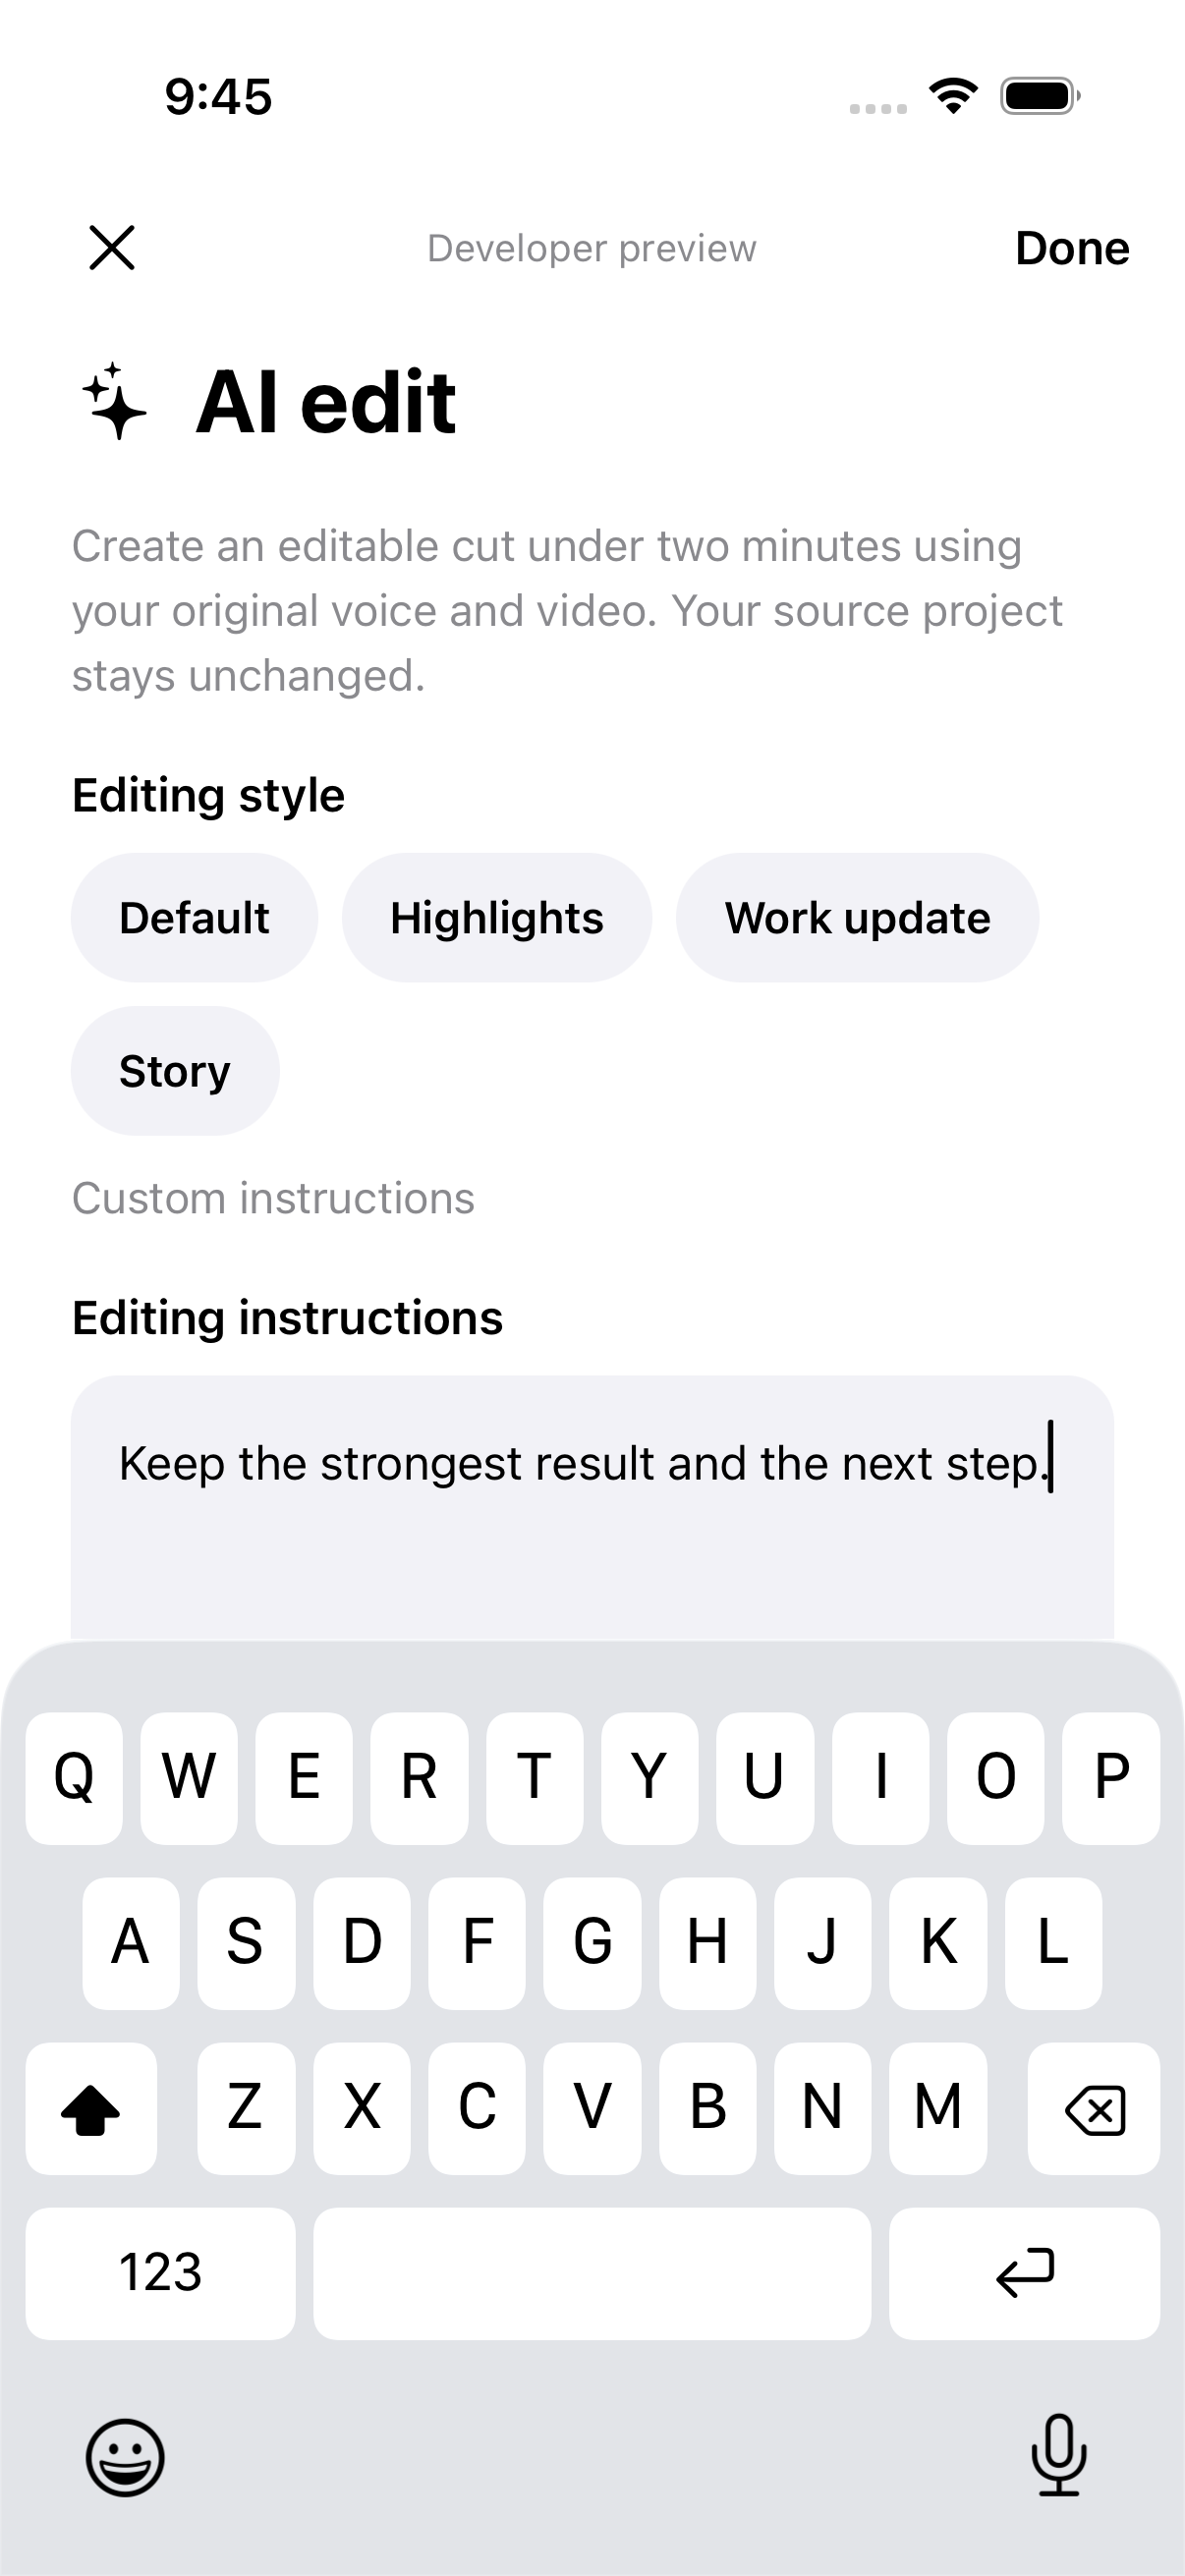 9:45
Developer preview
Done
AI edit
Create an editable cut under two minutes using
your original voice and video. Your source project
stays unchanged.
Editing style
Default
Highlights
Work update
Story
Custom instructions
Editing instructions
Keep the strongest result and the next step.
Q W E R T Y U I O P
A S D F G H J K L
Z X C V B N M
123